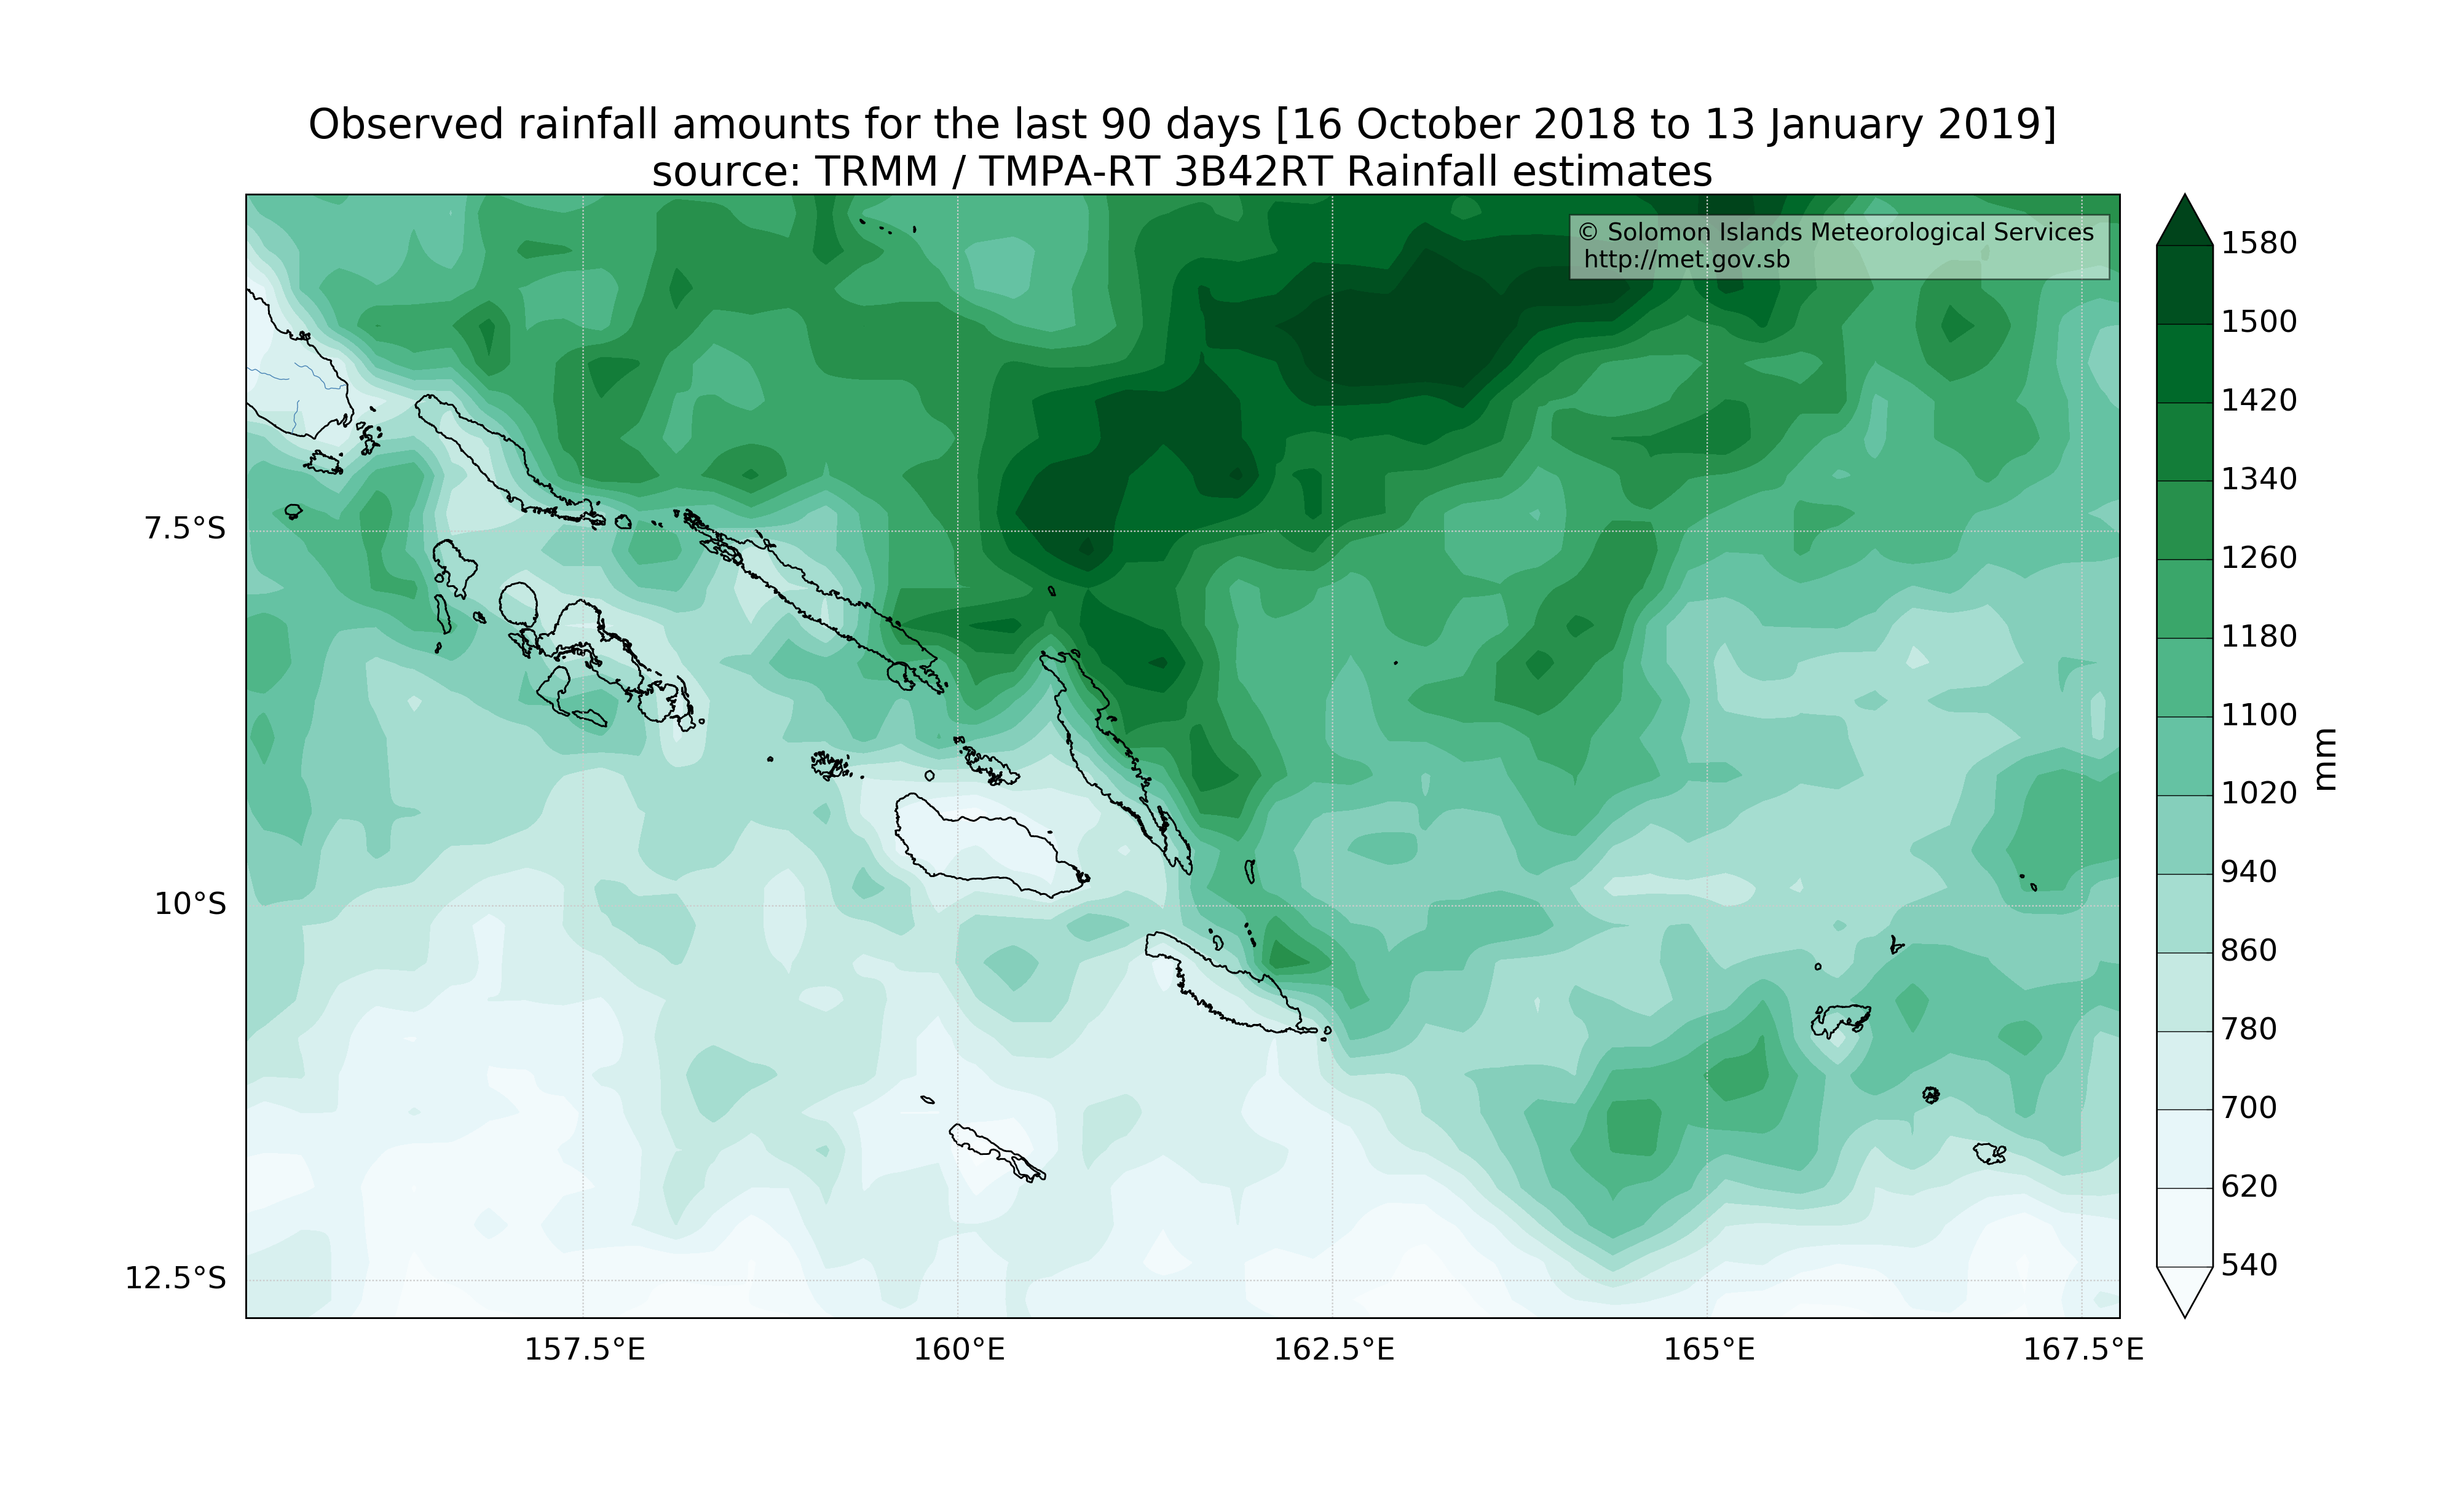 Observed rainfall amounts for the last 90 days [16 October 2018 to 13 January 2019]
source: TRMM / TMPA-RT 3B42RT Rainfall estimates
© Solomon Islands Meteorological Services
http://met.gov.sb
7.5°S
10°S
12.5°S
157.5°E
160°E
162.5°E
165°E
167.5°E
1580
1500
1420
1340
1260
1180
1100
1020
940
860
780
700
620
540
mm